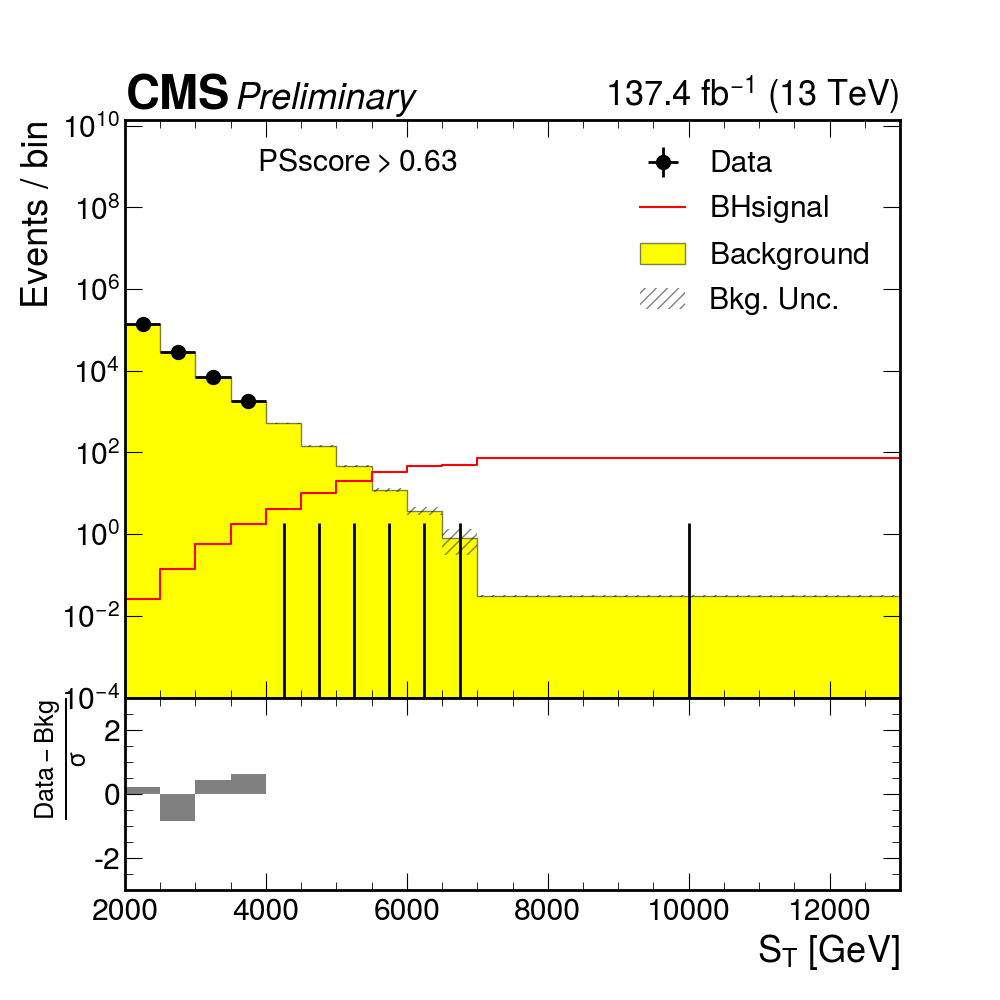 CMS Preliminary 137.4 fb⁻¹ (13 TeV)
Events / bin
PSscore > 0.63
Data
BHsignal
Background
Bkg. Unc.
10¹⁰
10⁸
10⁶
10⁴
10²
10⁰
10⁻²
10⁻⁴
Data – Bkg
σ
2
0
-2
2000 4000 6000 8000 10000 12000
S_T [GeV]